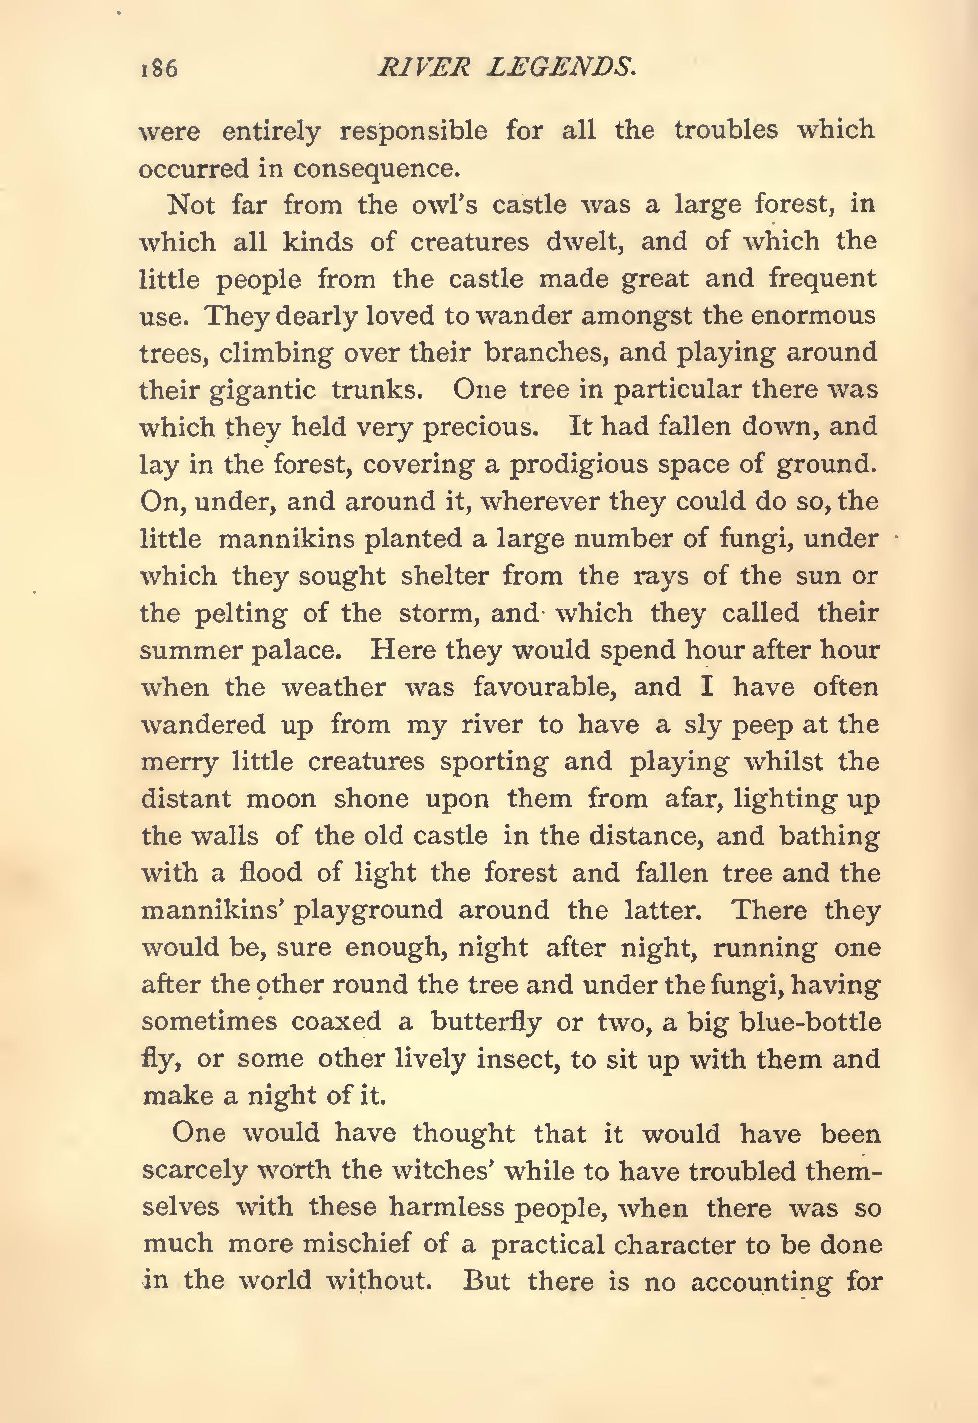 186 RIVER LEGENDS.
were entirely responsible for all the troubles which
occurred in consequence.
Not far from the owl's castle was a large forest, in
which all kinds of creatures dwelt, and of which the
little people from the castle made great and frequent
use. They dearly loved to wander amongst the enormous
trees, climbing over their branches, and playing around
their gigantic trunks. One tree in particular there was
which they held very precious. It had fallen down, and
lay in the forest, covering a prodigious space of ground.
On, under, and around it, wherever they could do so, the
little mannikins planted a large number of fungi, under
which they sought shelter from the rays of the sun or
the pelting of the storm, and which they called their
summer palace. Here they would spend hour after hour
when the weather was favourable, and I have often
wandered up from my river to have a sly peep at the
merry little creatures sporting and playing whilst the
distant moon shone upon them from afar, lighting up
the walls of the old castle in the distance, and bathing
with a flood of light the forest and fallen tree and the
mannikins' playground around the latter. There they
would be, sure enough, night after night, running one
after the other round the tree and under the fungi, having
sometimes coaxed a butterfly or two, a big blue-bottle
fly, or some other lively insect, to sit up with them and
make a night of it.
One would have thought that it would have been
scarcely worth the witches' while to have troubled them-
selves with these harmless people, when there was so
much more mischief of a practical character to be done
in the world without. But there is no accounting for